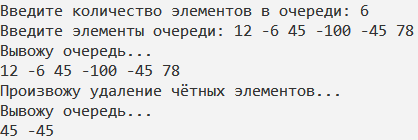 Введите количество элементов в очереди: 6
Введите элементы очереди: 12 -6 45 -100 -45 78
Вывожу очередь...
12 -6 45 -100 -45 78
Произвожу удаление чётных элементов...
Вывожу очередь...
45 -45